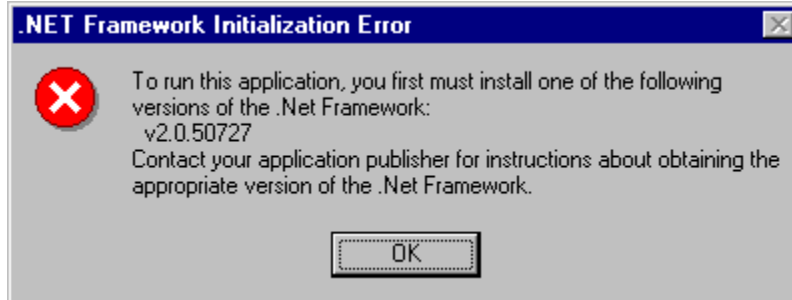 .NET Framework Initialization Error
To run this application, you first must install one of the following
versions of the .Net Framework:
v2.0.50727
Contact your application publisher for instructions about obtaining the
appropriate version of the .Net Framework.
OK